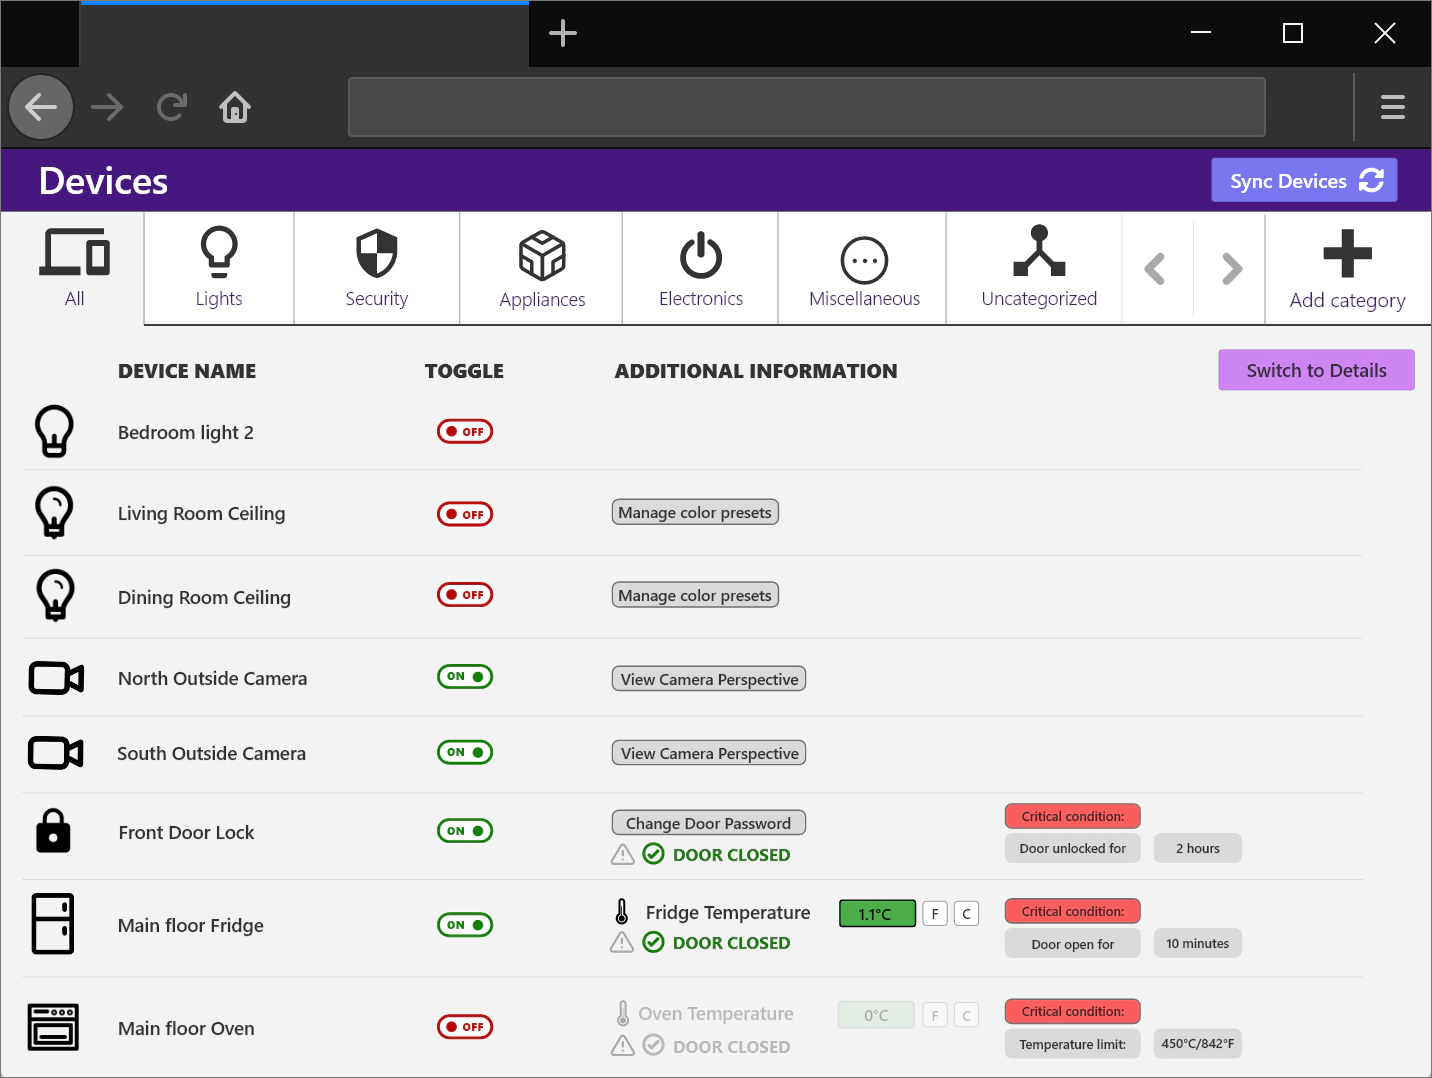 Devices
Sync Devices
All
Lights
Security
Appliances
Electronics
Miscellaneous
Uncategorized
Add category
DEVICE NAME TOGGLE ADDITIONAL INFORMATION
Switch to Details
Bedroom light 2 OFF
Living Room Ceiling OFF Manage color presets
Dining Room Ceiling OFF Manage color presets
North Outside Camera ON View Camera Perspective
South Outside Camera ON View Camera Perspective
Front Door Lock ON Change Door Password
DOOR CLOSED
Critical condition:
Door unlocked for 2 hours
Main floor Fridge ON Fridge Temperature 1.1°C F C
DOOR CLOSED
Critical condition:
Door open for 10 minutes
Main floor Oven OFF Oven Temperature 0°C F C
DOOR CLOSED
Critical condition:
Temperature limit: 450°C/842°F